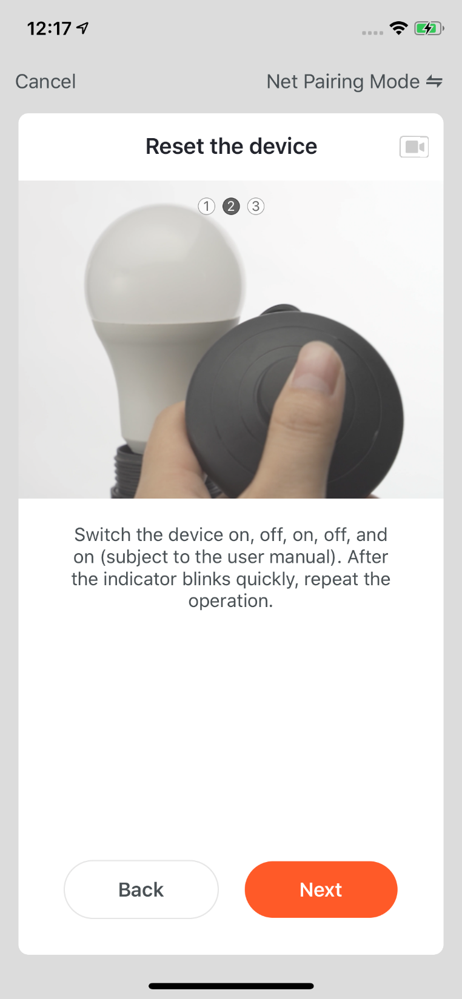 12:17
Cancel
Net Pairing Mode
Reset the device
1 2 3
Switch the device on, off, on, off, and
on (subject to the user manual). After
the indicator blinks quickly, repeat the
operation.
Back
Next